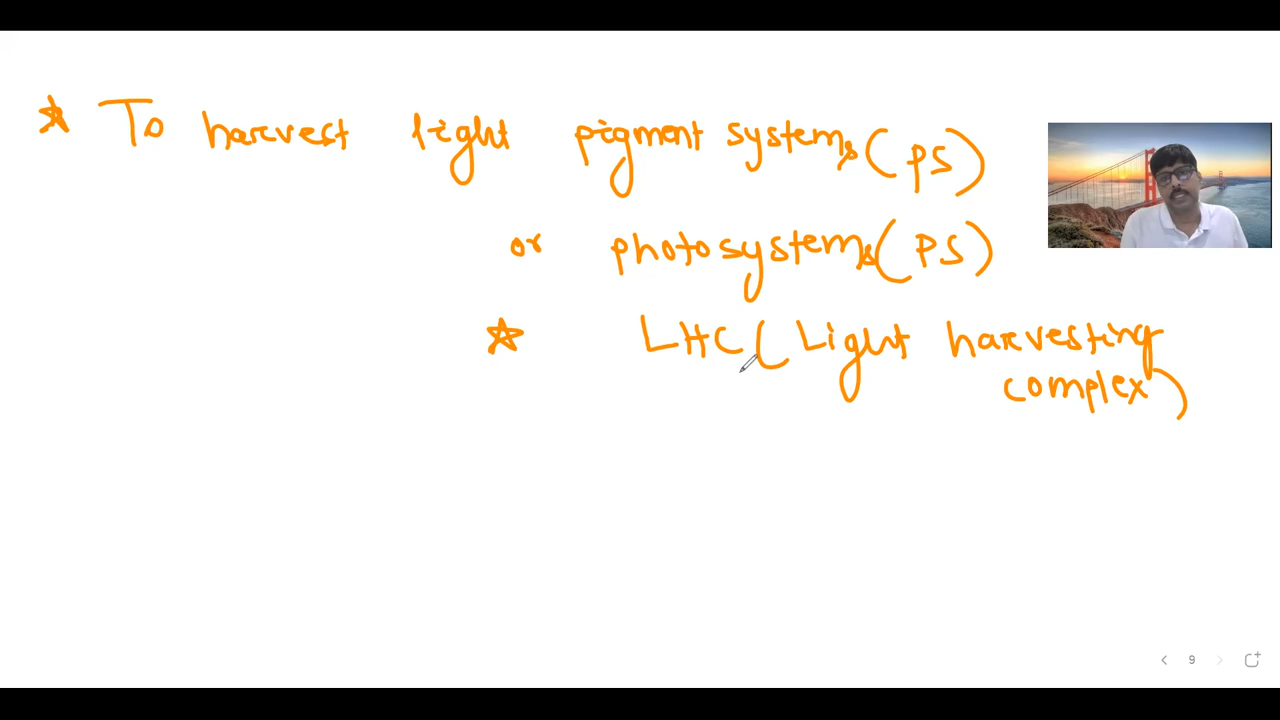 To harvest light pigment systems (PS)
or photosystems (PS)
LHC (Light harvesting
complex)
9